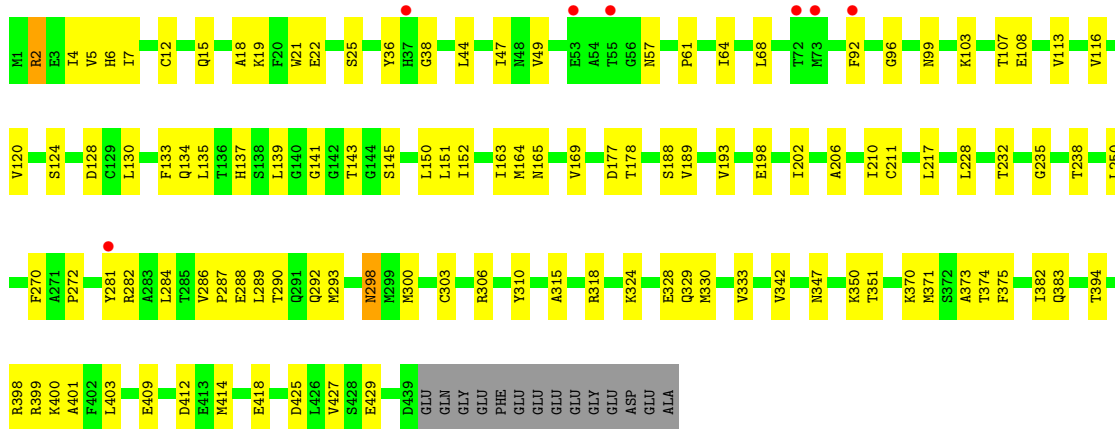 M1 R2 E3 I4 V5 H6 I7 C12 Q15 A18 K19 F20 W21 E22 S25 Y36 H37 G38 L44 I47 N48 V49 E53 A54 T55 G56 N57 P61 I64 L68 T72 M73 F92 G96 N99 K103 T107 E108 V113 V116
V120 S124 D128 C129 L130 F133 Q134 L135 T136 H137 S138 L139 G140 G141 G142 T143 G144 S145 L150 L151 I152 I163 M164 N165 V169 D177 T178 S188 V189 V193 E198 I202 A206 I210 C211 L217 L228 T232 G235 T238 L250
F270 A271 P272 Y281 R282 A283 L284 T285 V286 P287 E288 L289 T290 Q291 Q292 M293 N298 M299 M300 C303 R306 Y310 A315 R318 K324 E328 Q329 M330 V333 V342 N347 K350 T351 K370 M371 S372 A373 T374 F375 I382 Q383 T394
R398 R399 K400 A401 F402 L403 E409 D412 E413 M414 E418 D425 L426 V427 S428 E429 D439 GLU GLN GLY GLU PHE GLU GLU GLU GLU GLY GLU ASP GLU ALA